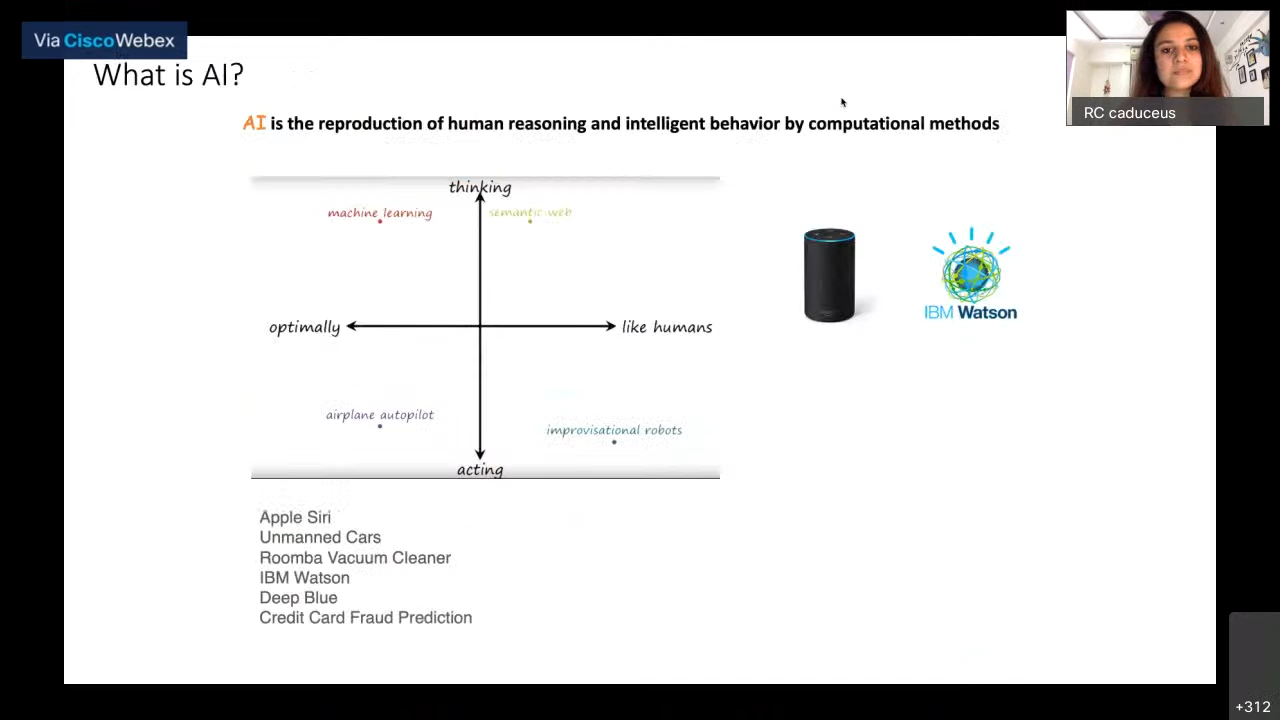 Via Cisco Webex
What is AI?
RC caduceus
AI is the reproduction of human reasoning and intelligent behavior by computational methods
thinking
machine learning
semantic web
optimally
like humans
IBM Watson
airplane autopilot
improvisational robots
acting
Apple Siri
Unmanned Cars
Roomba Vacuum Cleaner
IBM Watson
Deep Blue
Credit Card Fraud Prediction
+312